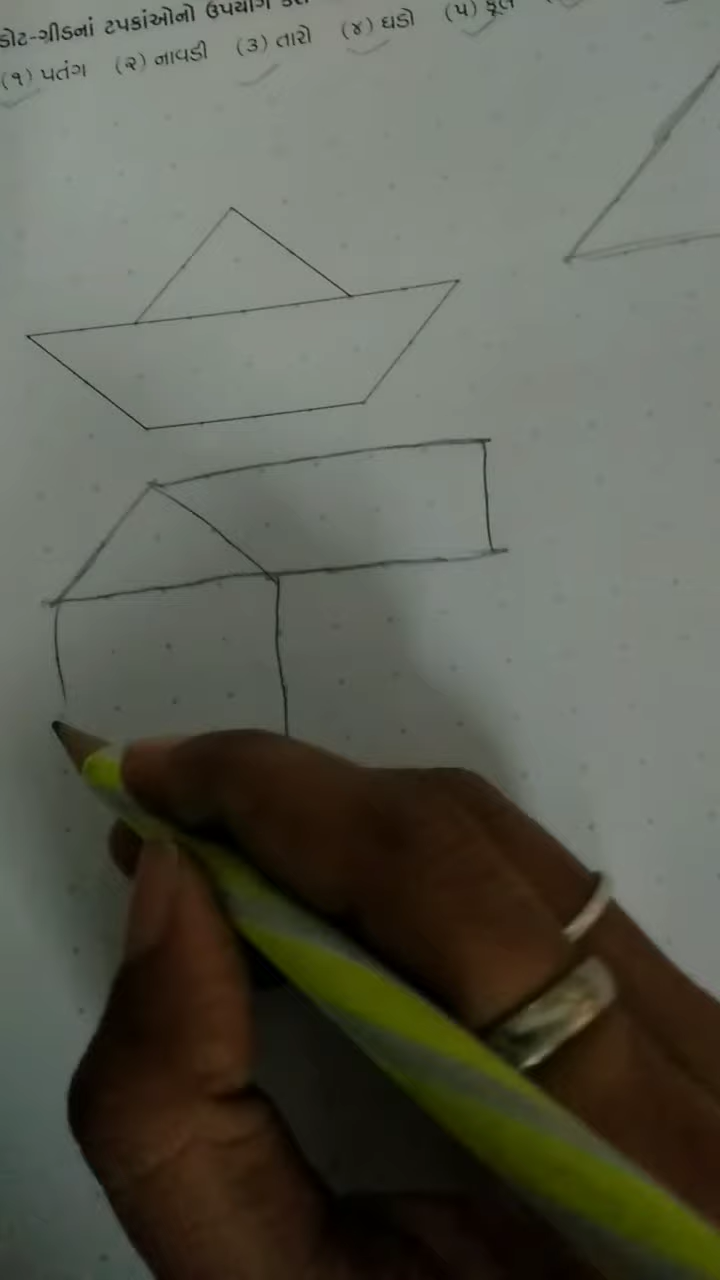 ડોટ-ગ્રીડનાં ટપકાંઓનો ઉપયોગ
(૧) પતંગ (૨) નાવડી (૩) તારો (૪) ઘડો (૫) ફૂલ